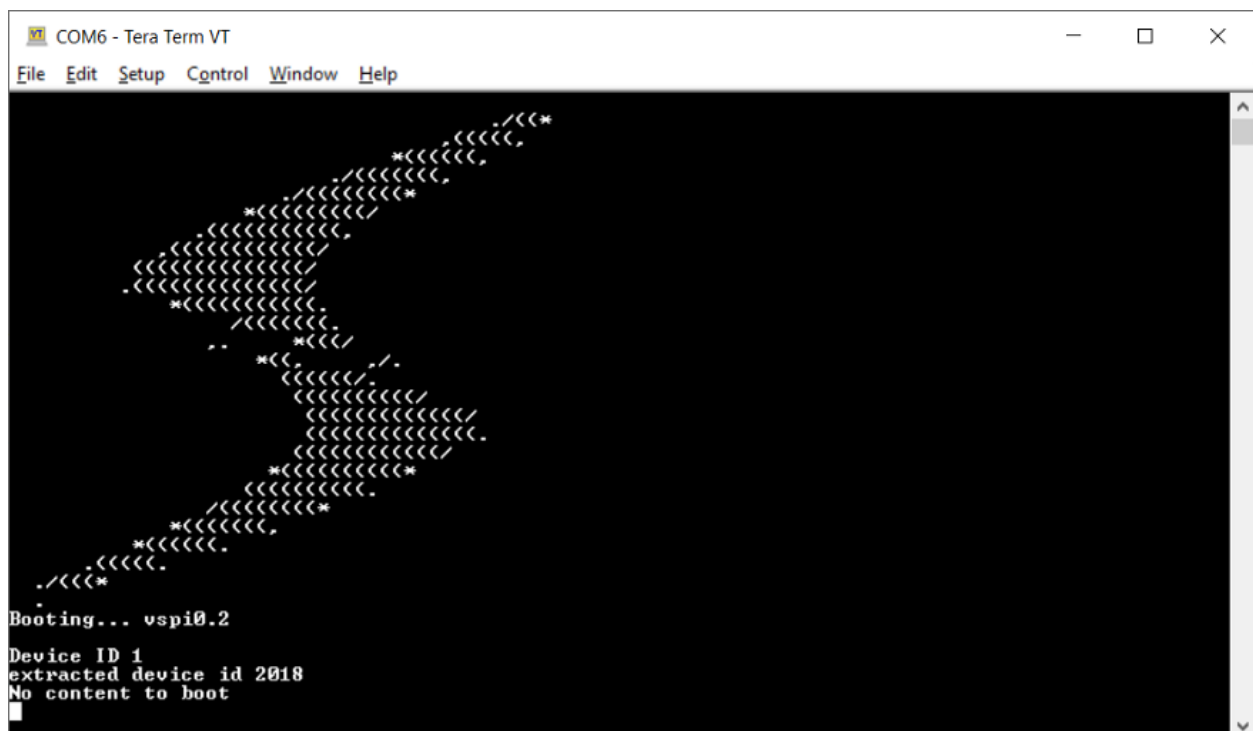 COM6 - Tera Term VT
File Edit Setup Control Window Help
Booting... vspi0.2
Device ID 1
extracted device id 2018
No content to boot